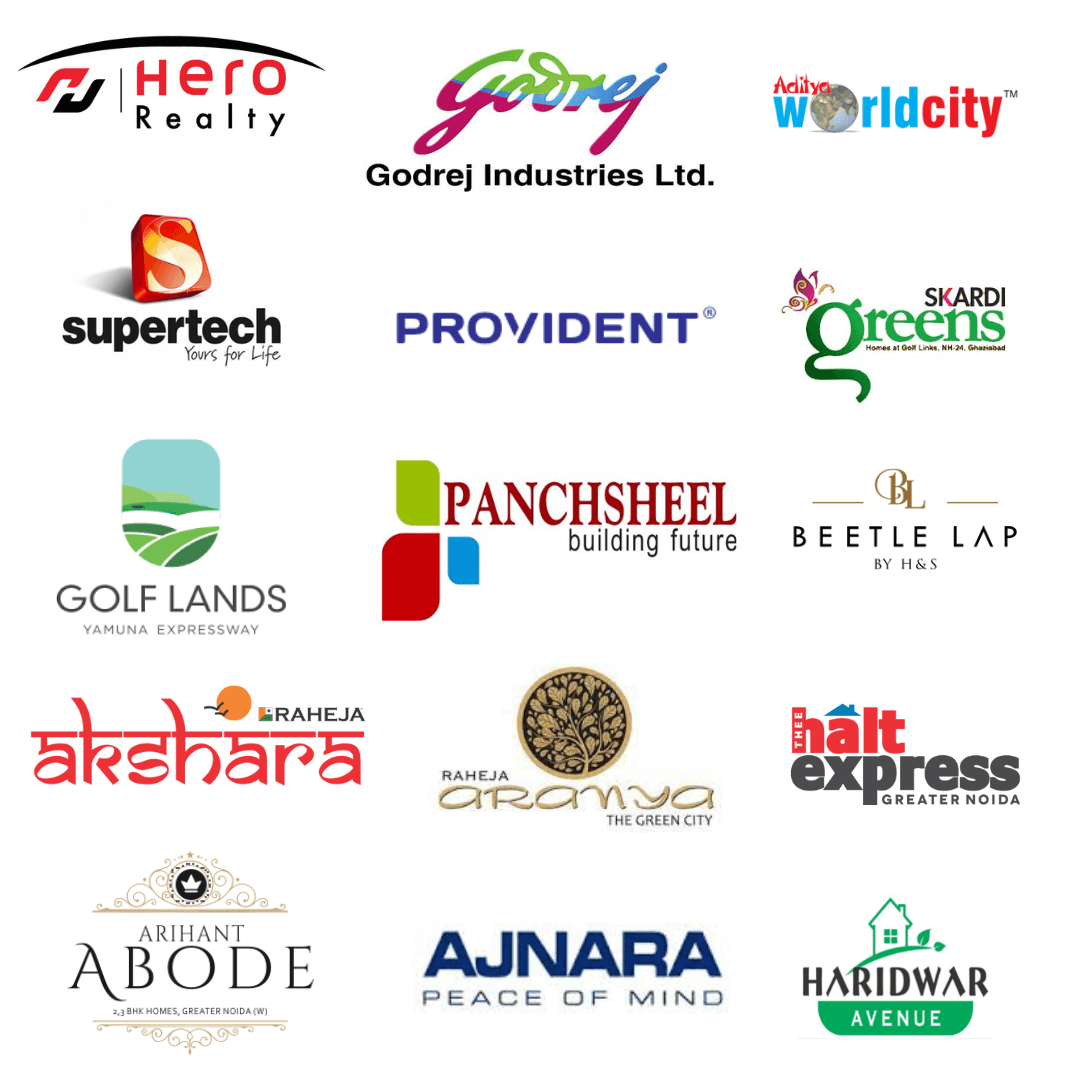 Hero
Realty
Godrej
Godrej Industries Ltd.
Aditya
worldcity™
S
supertech
Yours for Life
PROVIDENT®
SKARDI
greens
Homes at Golf Links, NH-24, Ghaziabad
GOLF LANDS
YAMUNA EXPRESSWAY
PANCHSHEEL
building future
BL
BEETLE LAP
BY H&S
RAHEJA
akshara
RAHEJA
aranya
THE GREEN CITY
THEE
halt
express
GREATER NOIDA
ARIHANT
ABODE
2,3 BHK HOMES, GREATER NOIDA (W)
AJNARA
PEACE OF MIND
HARIDWAR
AVENUE